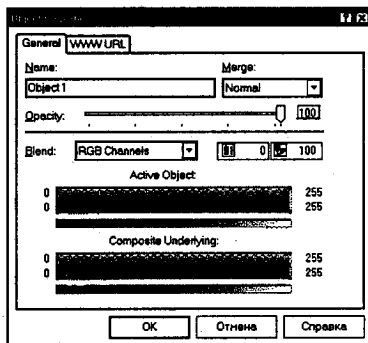 General WWW URL
Name: Merge:
Object 1 Normal
Opacity: 100
Blend: RGB Channels 0 100
Active Object:
0 255
0 255
Composite Underlying:
0 255
0 255
OK Отмена Справка